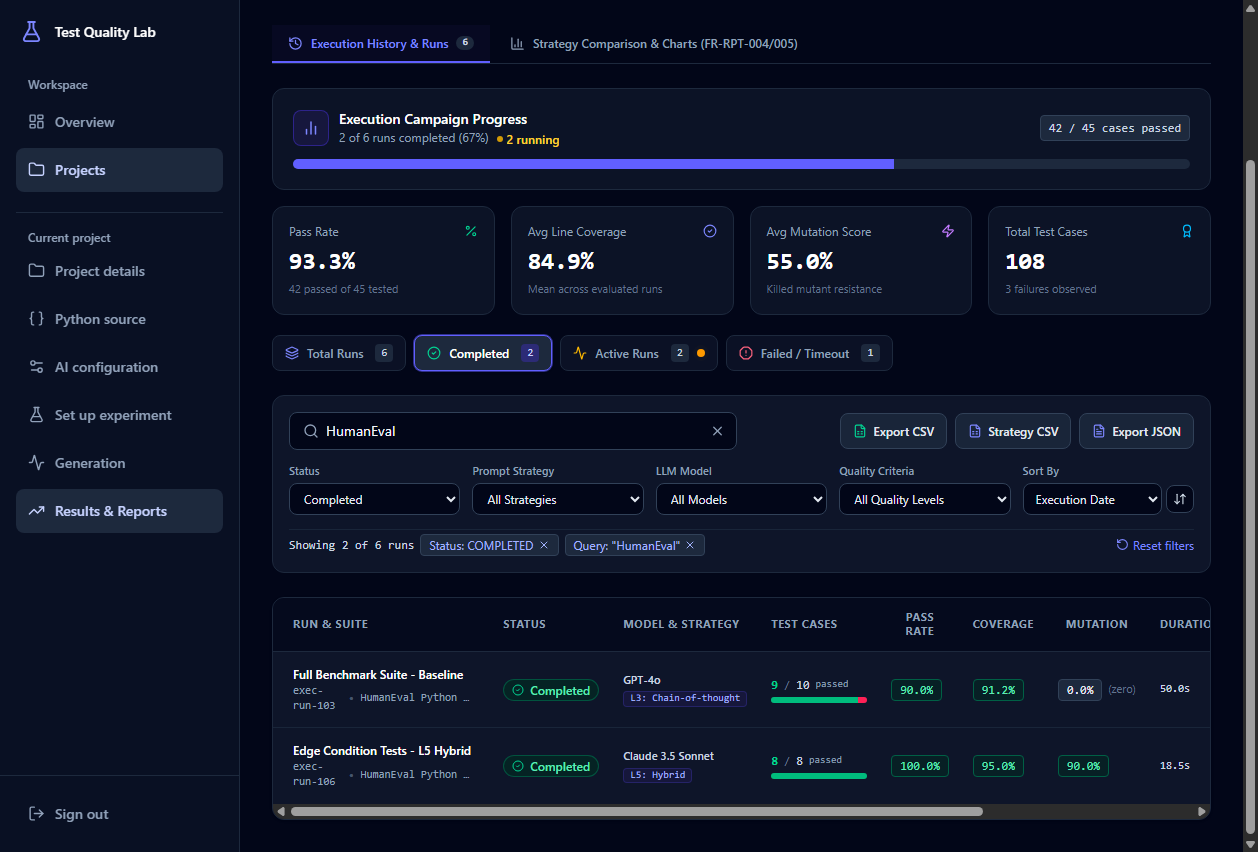 Test Quality Lab
Workspace
Overview
Projects
Current project
Project details
Python source
AI configuration
Set up experiment
Generation
Results & Reports
Sign out
Execution History & Runs 6
Strategy Comparison & Charts (FR-RPT-004/005)
Execution Campaign Progress
2 of 6 runs completed (67%) 2 running
42 / 45 cases passed
Pass Rate
93.3%
42 passed of 45 tested
Avg Line Coverage
84.9%
Mean across evaluated runs
Avg Mutation Score
55.0%
Killed mutant resistance
Total Test Cases
108
3 failures observed
Total Runs 6
Completed 2
Active Runs 2
Failed / Timeout 1
HumanEval
Export CSV
Strategy CSV
Export JSON
Status
Completed
Prompt Strategy
All Strategies
LLM Model
All Models
Quality Criteria
All Quality Levels
Sort By
Execution Date
Showing 2 of 6 runs
Status: COMPLETED
Query: "HumanEval"
Reset filters
RUN & SUITE
STATUS
MODEL & STRATEGY
TEST CASES
PASS
RATE
COVERAGE
MUTATION
DURATIO
Full Benchmark Suite - Baseline
exec-
run-103
• HumanEval Python …
Completed
GPT-4o
L3: Chain-of-thought
9 / 10 passed
90.0%
91.2%
0.0% (zero)
50.0s
Edge Condition Tests - L5 Hybrid
exec-
run-106
• HumanEval Python …
Completed
Claude 3.5 Sonnet
L5: Hybrid
8 / 8 passed
100.0%
95.0%
90.0%
18.5s